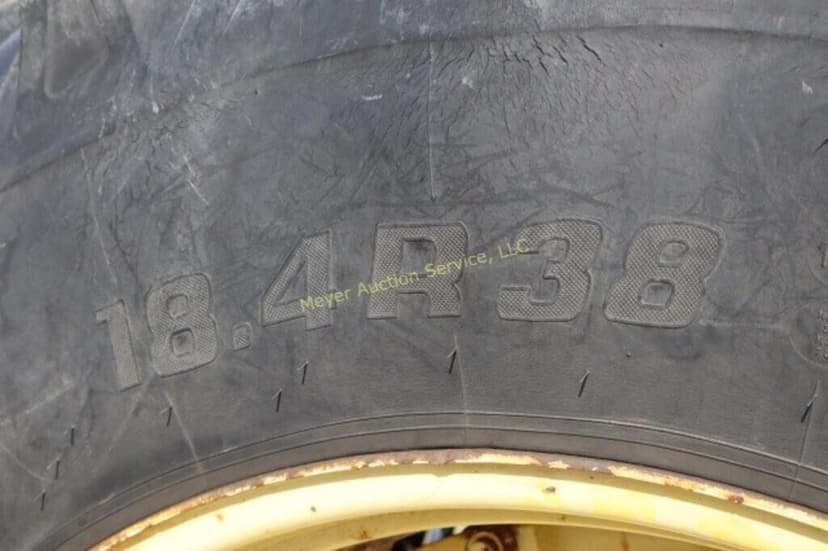 18.4R38
Meyer Auction Service, LLC